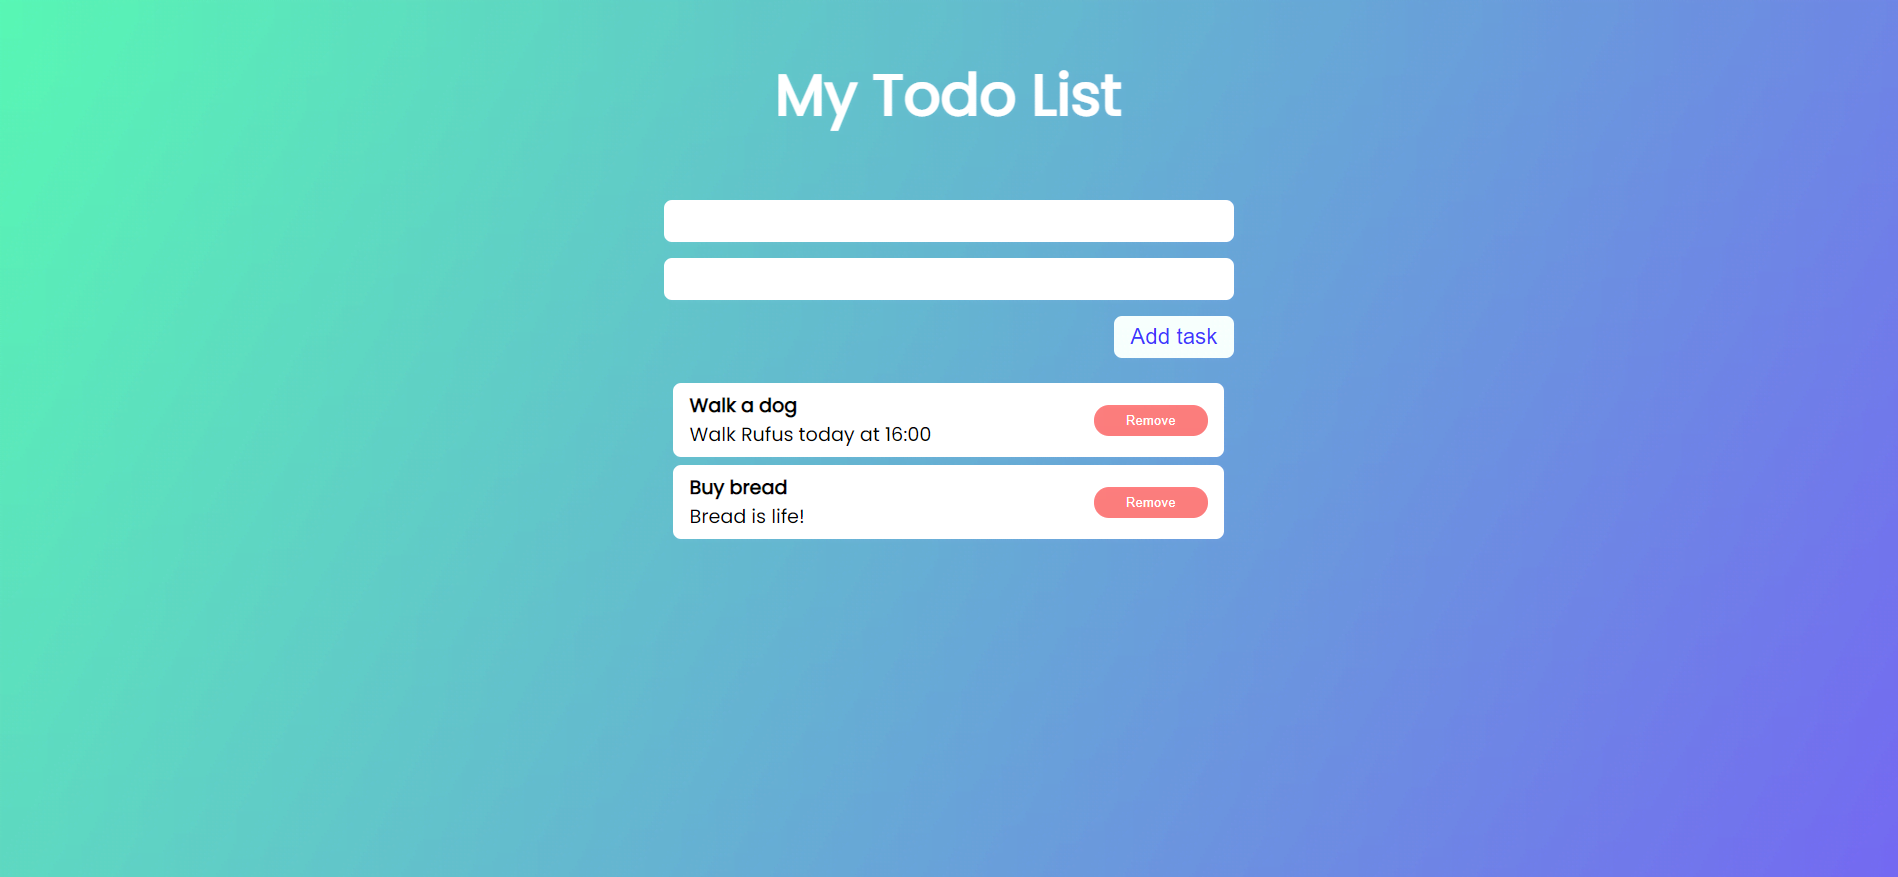 My Todo List
Add task
Walk a dog
Walk Rufus today at 16:00
Remove
Buy bread
Bread is life!
Remove